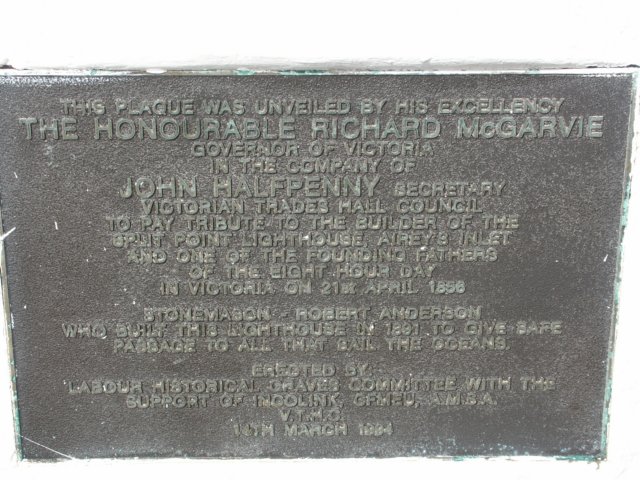 THIS PLAQUE WAS UNVEILED BY HIS EXCELLENCY
THE HONOURABLE RICHARD McGARVIE
GOVERNOR OF VICTORIA
IN THE COMPANY OF
JOHN HALFPENNY SECRETARY
VICTORIAN TRADES HALL COUNCIL
TO PAY TRIBUTE TO THE BUILDER OF THE
SPLIT POINT LIGHTHOUSE, AIREY'S INLET
AND ONE OF THE FOUNDING FATHERS
OF THE EIGHT HOUR DAY
IN VICTORIA ON 21st APRIL 1856
STONEMASON - ROBERT ANDERSON
WHO BUILT THIS LIGHTHOUSE IN 1891 TO GIVE SAFE
PASSAGE TO ALL THAT SAIL THE OCEANS.
ERECTED BY:
LABOUR HISTORICAL GRAVES COMMITTEE WITH THE
SUPPORT OF INCOLINK, CFMEU, A.M.S.A.
V.T.H.C.
MARCH 1994